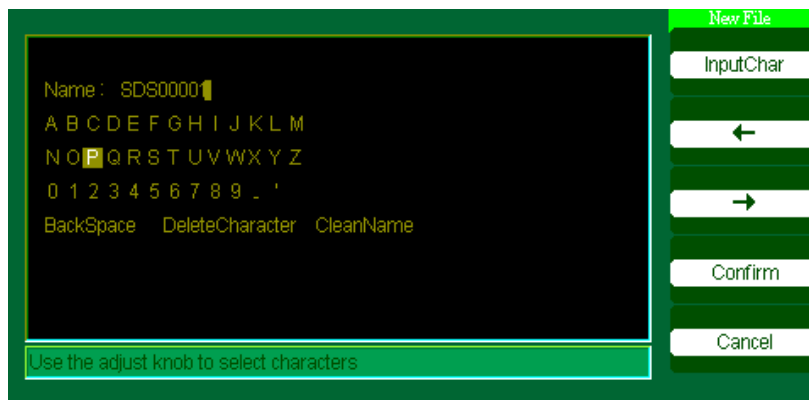 New File
InputChar
Name: SDS00001
A B C D E F G H I J K L M
←
N O P Q R S T U V W X Y Z
0 1 2 3 4 5 6 7 8 9 _ '
→
BackSpace DeleteCharacter CleanName
Confirm
Cancel
Use the adjust knob to select characters